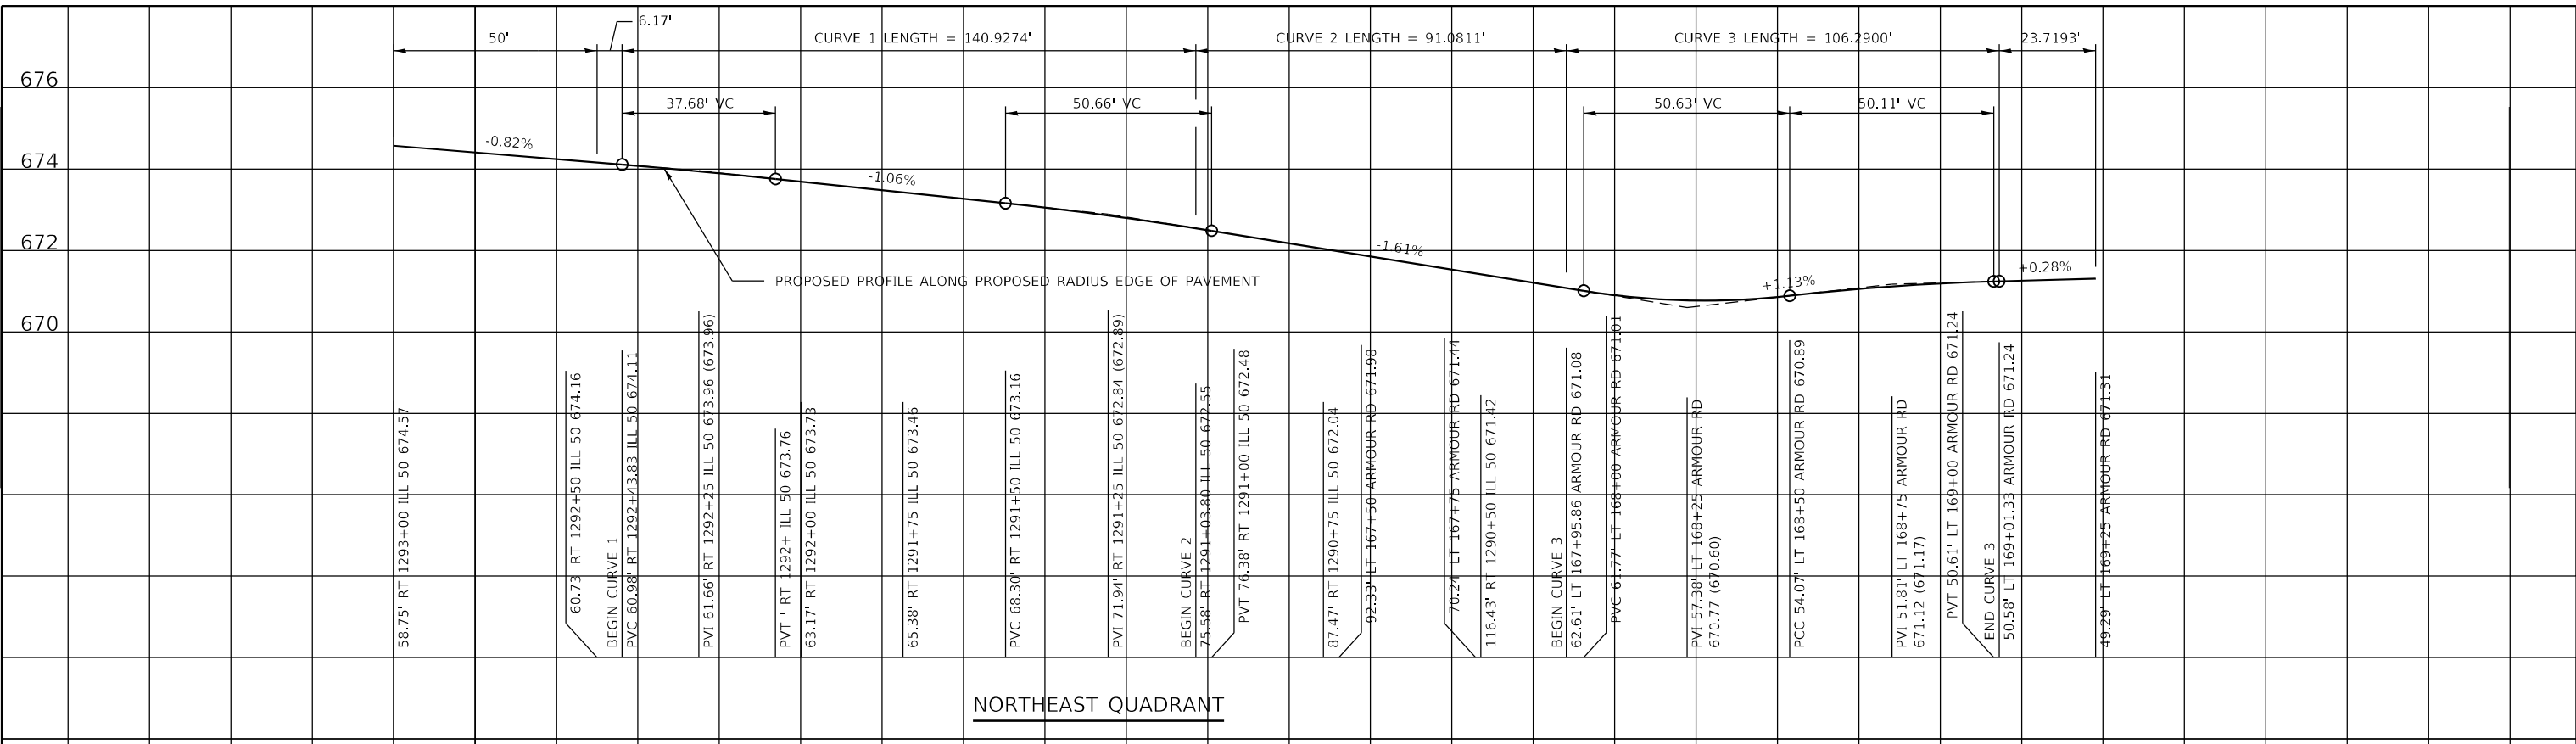 6.17'
50'
CURVE 1 LENGTH = 140.9274'
CURVE 2 LENGTH = 91.0811'
CURVE 3 LENGTH = 106.2900'
23.7193'
676
37.68' VC
50.66' VC
50.63' VC
50.11' VC
-0.82%
674
-1.06%
672
-1.61%
+0.28%
PROPOSED PROFILE ALONG PROPOSED RADIUS EDGE OF PAVEMENT
+1.13%
670
58.75' RT 1293+00 ILL 50 674.57
60.73' RT 1292+50 ILL 50 674.16
BEGIN CURVE 1
PVC 60.98' RT 1292+43.83 ILL 50 674.11
PVI 61.66' RT 1292+25 ILL 50 673.96 (673.96)
PVT ' RT 1292+ ILL 50 673.76
63.17' RT 1292+00 ILL 50 673.73
65.38' RT 1291+75 ILL 50 673.46
PVC 68.30' RT 1291+50 ILL 50 673.16
PVI 71.94' RT 1291+25 ILL 50 672.84 (672.89)
BEGIN CURVE 2
75.58' RT 1291+03.80 ILL 50 672.55
PVT 76.38' RT 1291+00 ILL 50 672.48
87.47' RT 1290+75 ILL 50 672.04
92.33' LT 167+50 ARMOUR RD 671.98
70.24' LT 167+75 ARMOUR RD 671.44
116.43' RT 1290+50 ILL 50 671.42
BEGIN CURVE 3
62.61' LT 167+95.86 ARMOUR RD 671.08
PVC 61.77' LT 168+00 ARMOUR RD 671.01
PVI 57.38' LT 168+25 ARMOUR RD
670.77 (670.60)
PCC 54.07' LT 168+50 ARMOUR RD 670.89
PVI 51.81' LT 168+75 ARMOUR RD
671.12 (671.17)
PVT 50.61' LT 169+00 ARMOUR RD 671.24
END CURVE 3
50.58' LT 169+01.33 ARMOUR RD 671.24
49.29' LT 169+25 ARMOUR RD 671.31
NORTHEAST QUADRANT